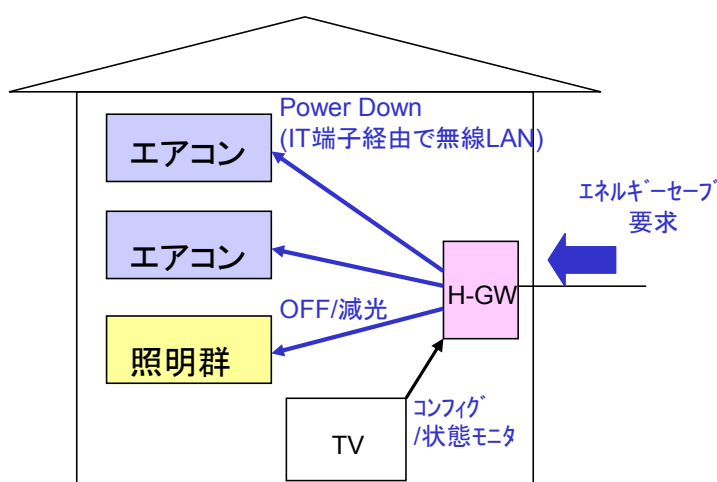 Power Down
(IT端子経由で無線LAN)
エアコン
エアコン
OFF/減光
照明群
H-GW
ｴﾈﾙｷﾞｰｾｰﾌﾞ
要求
TV
ｺﾝﾌｨｸﾞ
/状態ﾓﾆﾀ